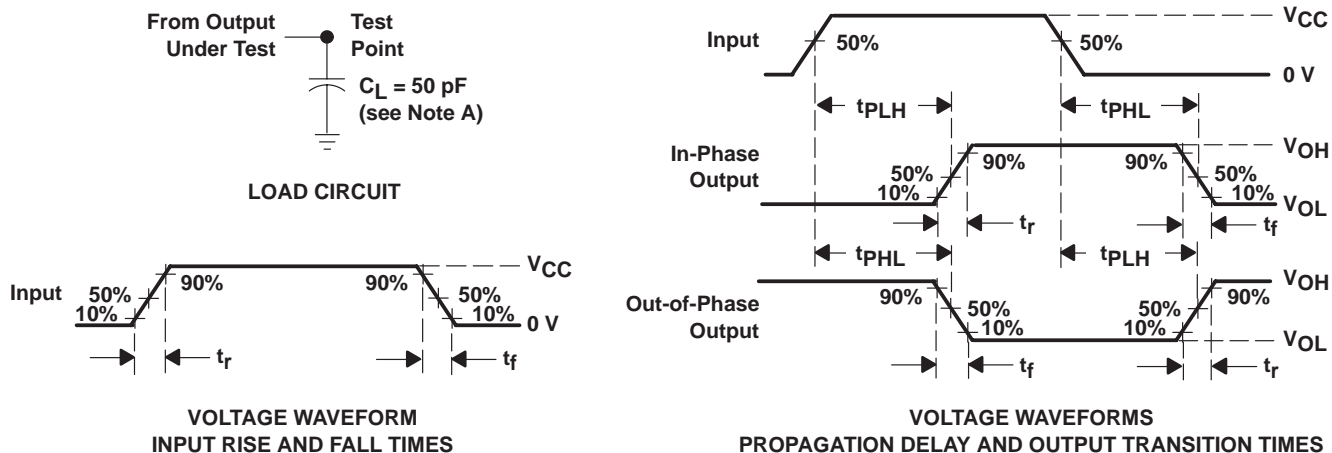 From Output
Under Test
Test
Point
CL = 50 pF
(see Note A)
LOAD CIRCUIT
Input
VCC
90%
90%
50%
50%
10%
10%
0 V
tr
tf
VOLTAGE WAVEFORM
INPUT RISE AND FALL TIMES
Input
VCC
50%
50%
0 V
tPLH
tPHL
In-Phase
Output
VOH
90%
90%
50%
50%
10%
10%
VOL
tr
tf
tPHL
tPLH
Out-of-Phase
Output
VOH
90%
90%
50%
50%
10%
10%
VOL
tf
tr
VOLTAGE WAVEFORMS
PROPAGATION DELAY AND OUTPUT TRANSITION TIMES